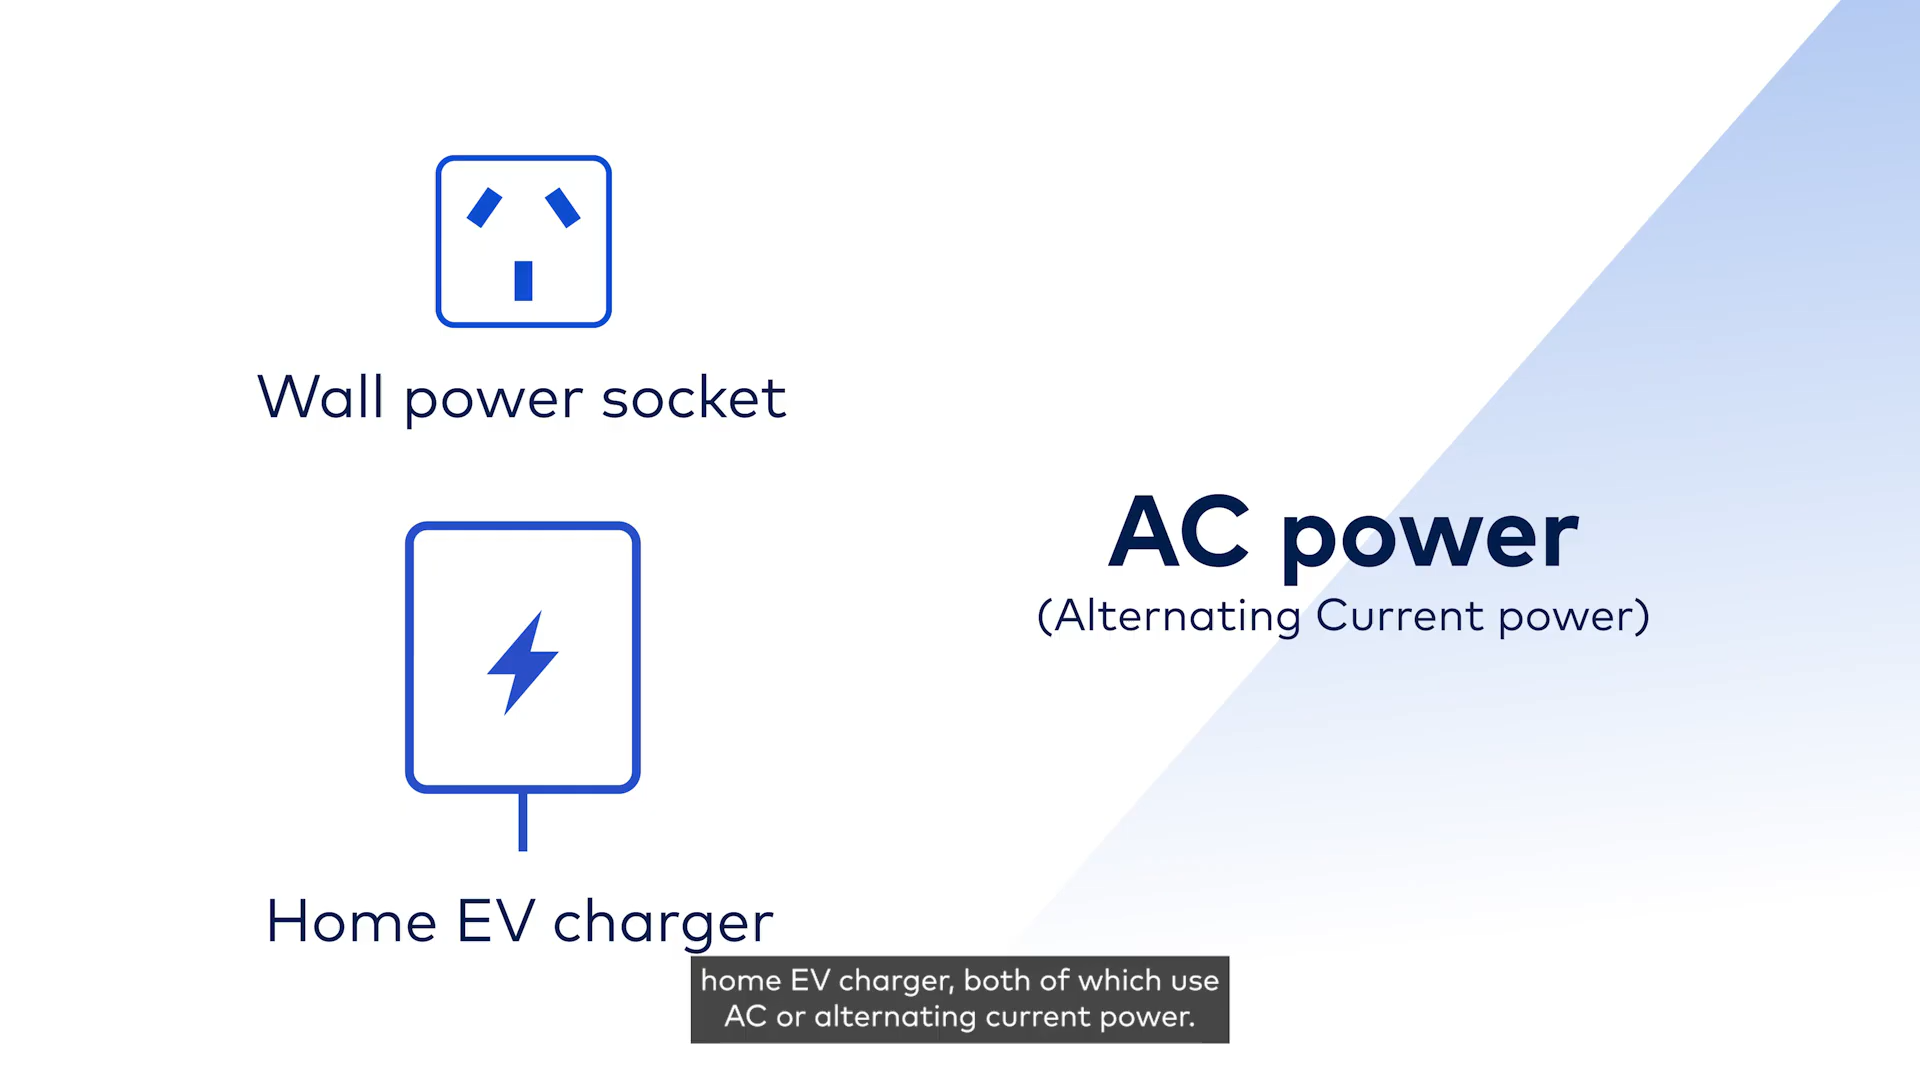 Wall power socket
AC power
(Alternating Current power)
Home EV charger
home EV charger, both of which use
AC or alternating current power.